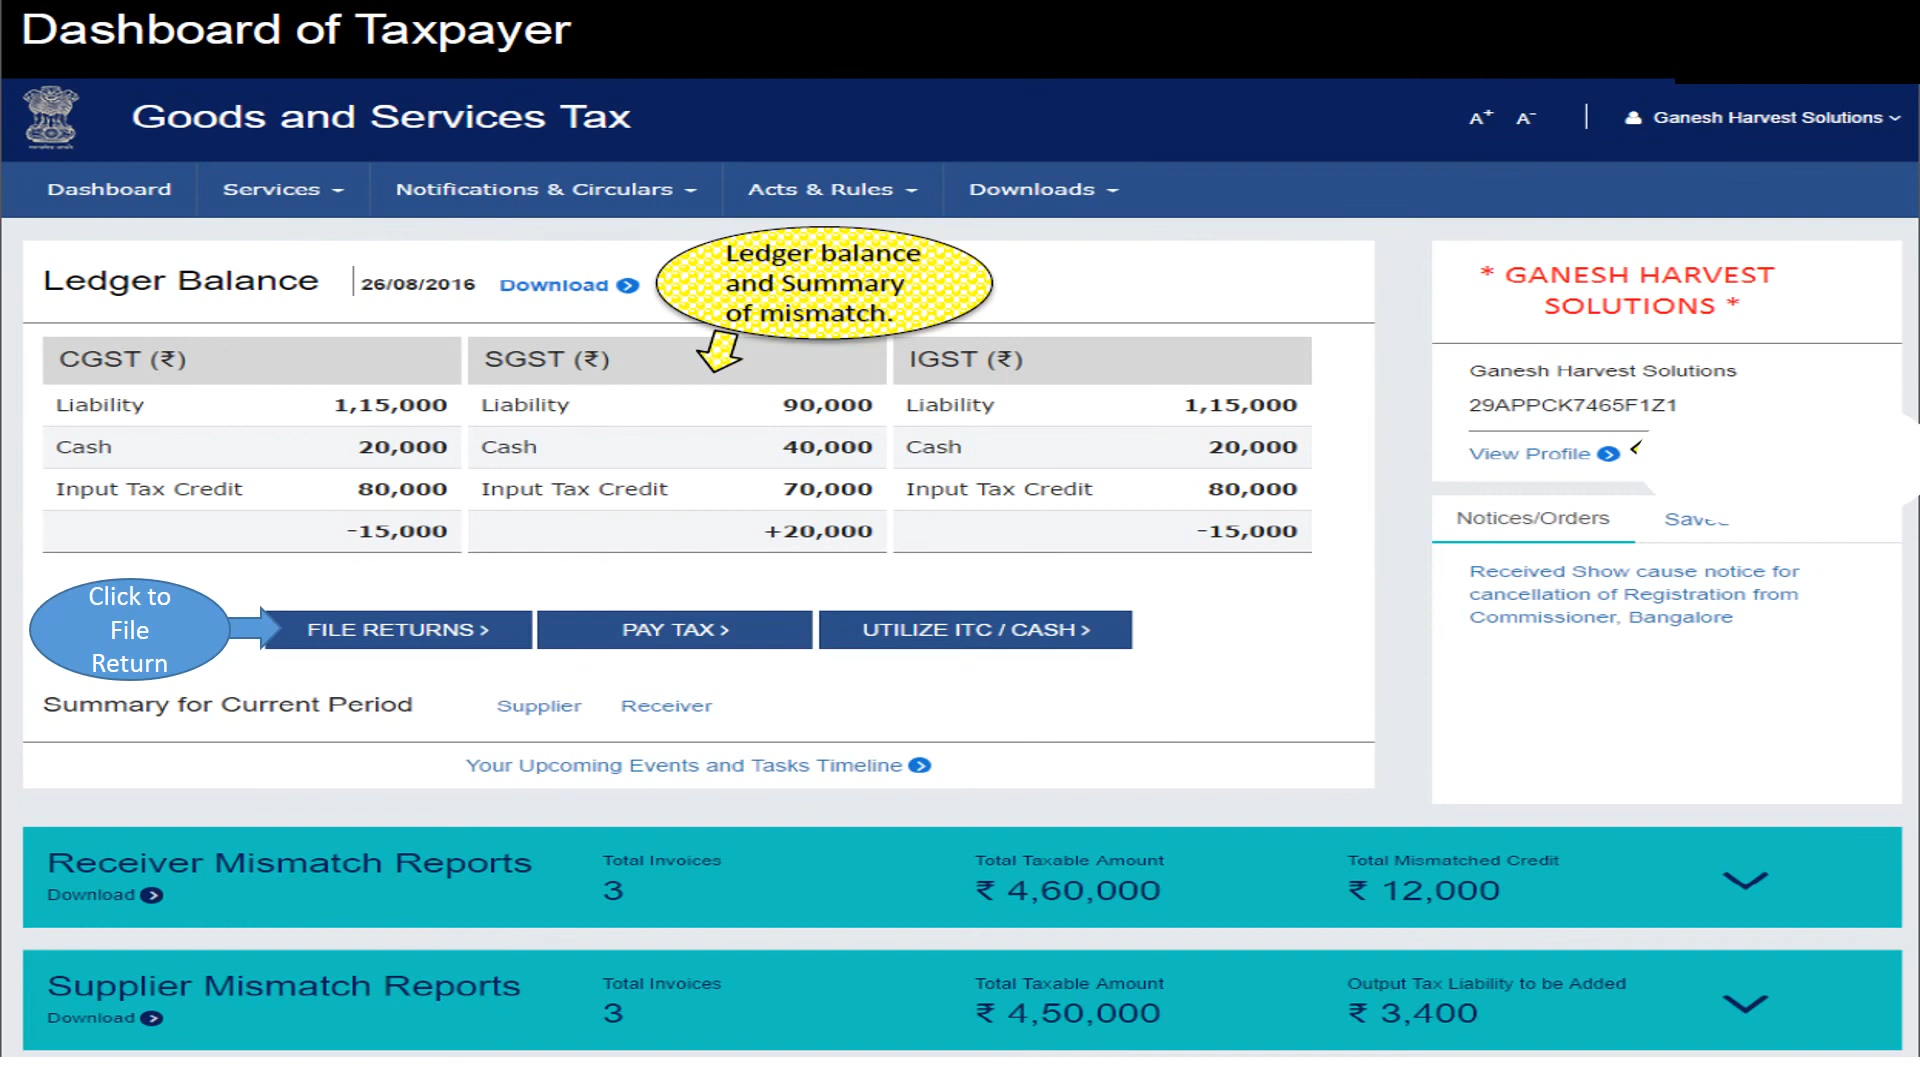 Dashboard of Taxpayer
Goods and Services Tax
A+ A- Ganesh Harvest Solutions
Dashboard Services Notifications & Circulars Acts & Rules Downloads
Ledger Balance 26/08/2016 Download
Ledger balance
and Summary
of mismatch.
CGST (₹) SGST (₹) IGST (₹)
Liability 1,15,000 Liability 90,000 Liability 1,15,000
Cash 20,000 Cash 40,000 Cash 20,000
Input Tax Credit 80,000 Input Tax Credit 70,000 Input Tax Credit 80,000
-15,000 +20,000 -15,000
Click to
File
Return
FILE RETURNS > PAY TAX > UTILIZE ITC / CASH >
Summary for Current Period Supplier Receiver
Your Upcoming Events and Tasks Timeline
* GANESH HARVEST
SOLUTIONS *
Ganesh Harvest Solutions
29APPCK7465F1Z1
View Profile
Notices/Orders
Received Show cause notice for
cancellation of Registration from
Commissioner, Bangalore
Receiver Mismatch Reports
Download
Total Invoices
3
Total Taxable Amount
₹ 4,60,000
Total Mismatched Credit
₹ 12,000
Supplier Mismatch Reports
Download
Total Invoices
3
Total Taxable Amount
₹ 4,50,000
Output Tax Liability to be Added
₹ 3,400